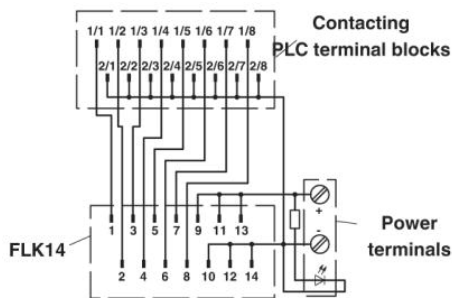 Contacting
PLC terminal blocks
1/1 1/2 1/3 1/4 1/5 1/6 1/7 1/8
2/1 2/2 2/3 2/4 2/5 2/6 2/7 2/8
1 3 5 7 9 11 13
+
-
Power
terminals
FLK14
2 4 6 8 10 12 14